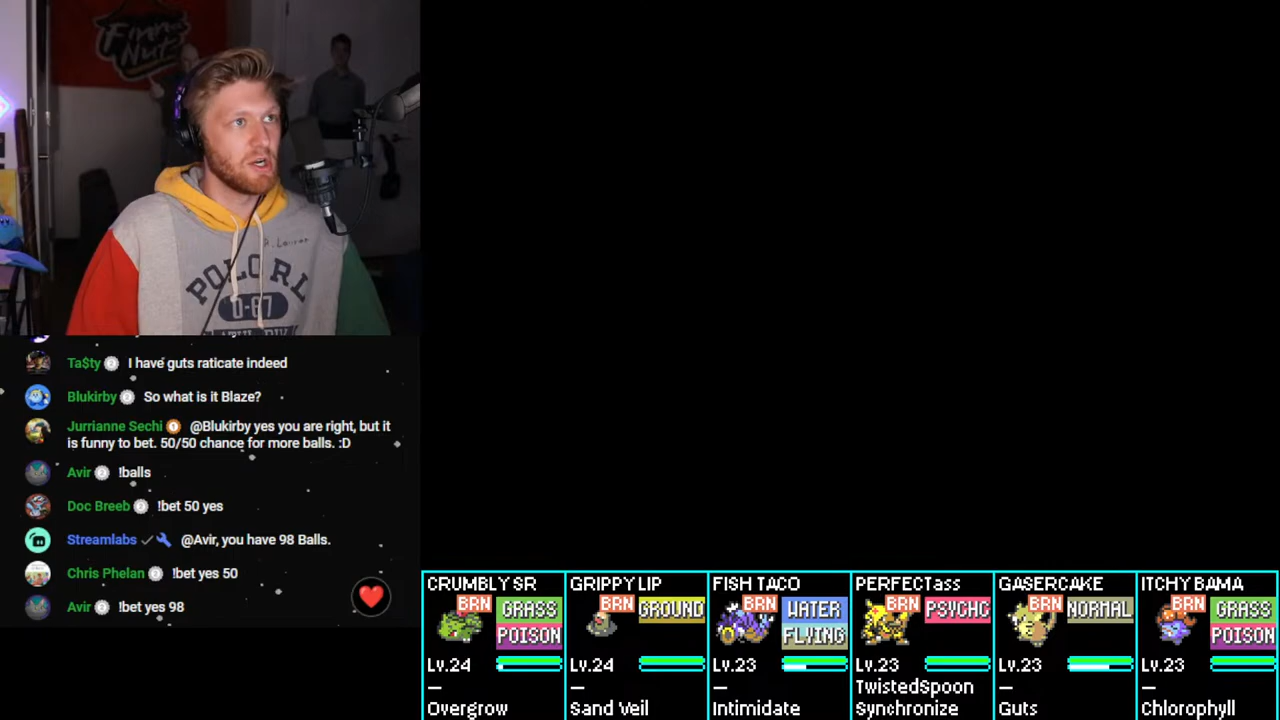 Nut
A. Lauren
POLO RL
D-67
Ta$ty I have guts raticate indeed
Blukirby So what is it Blaze?
Jurrianne Sechi @Blukirby yes you are right, but it
is funny to bet. 50/50 chance for more balls. :D
Avir !balls
Doc Breeb !bet 50 yes
Streamlabs @Avir, you have 98 Balls.
Chris Phelan !bet yes 50
Avir !bet yes 98
CRUMBLY SR
BRN GRASS
POISON
Lv.24
—
Overgrow
GRIPPY LIP
BRN GROUND
Lv.24
—
Sand Veil
FISH TACO
BRN WATER
FLYING
Lv.23
—
Intimidate
PERFECTass
BRN PSYCHC
Lv.23
TwistedSpoon
Synchronize
GASERCAKE
BRN NORMAL
Lv.23
—
Guts
ITCHY BAMA
BRN GRASS
POISON
Lv.23
—
Chlorophyll